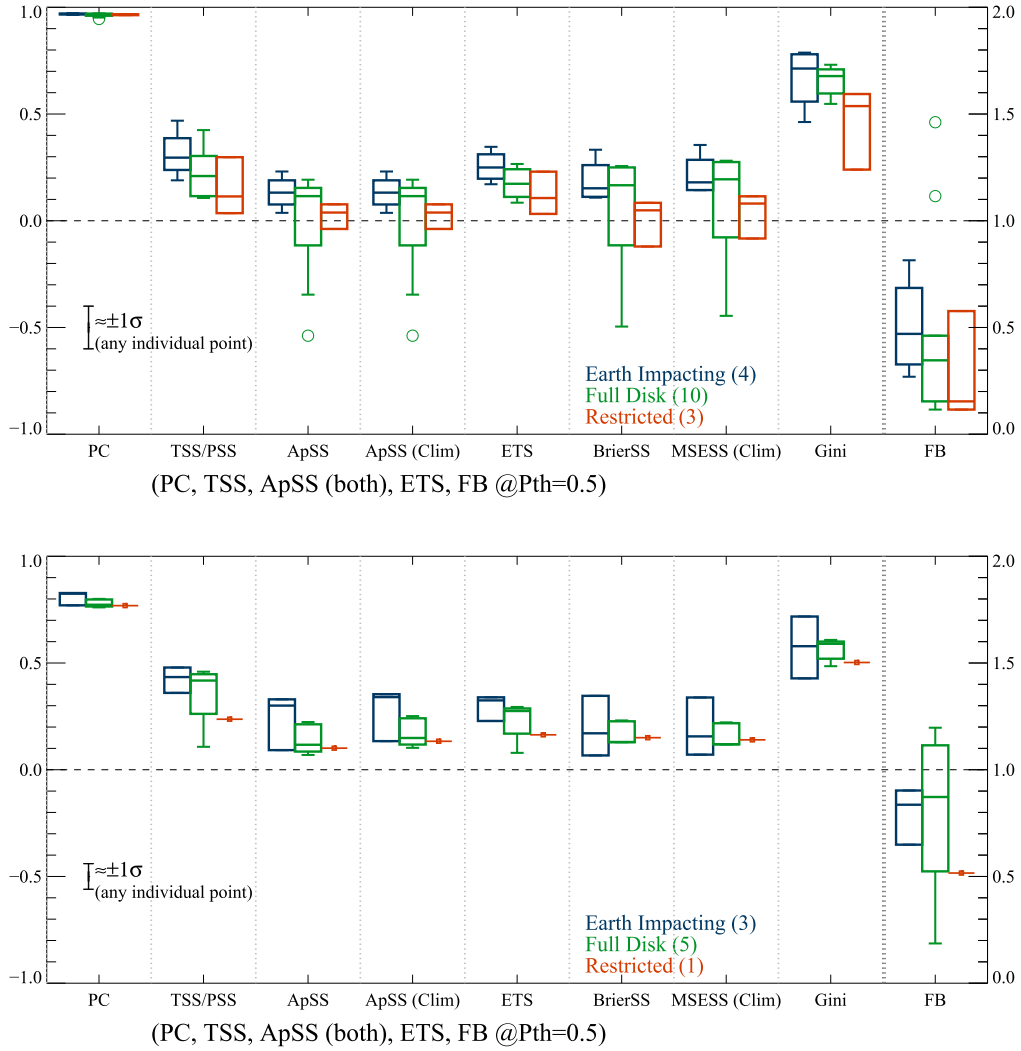 1.0 2.0
0.5 1.5
0.0 1.0
≈±1σ
−0.5 0.5
(any individual point)
Earth Impacting (4)
Full Disk (10)
Restricted (3)
−1.0 0.0
PC TSS/PSS ApSS ApSS (Clim) ETS BrierSS MSESS (Clim) Gini FB
(PC, TSS, ApSS (both), ETS, FB @Pth=0.5)
1.0 2.0
0.5 1.5
0.0 1.0
≈±1σ
−0.5 0.5
(any individual point)
Earth Impacting (3)
Full Disk (5)
Restricted (1)
−1.0 0.0
PC TSS/PSS ApSS ApSS (Clim) ETS BrierSS MSESS (Clim) Gini FB
(PC, TSS, ApSS (both), ETS, FB @Pth=0.5)